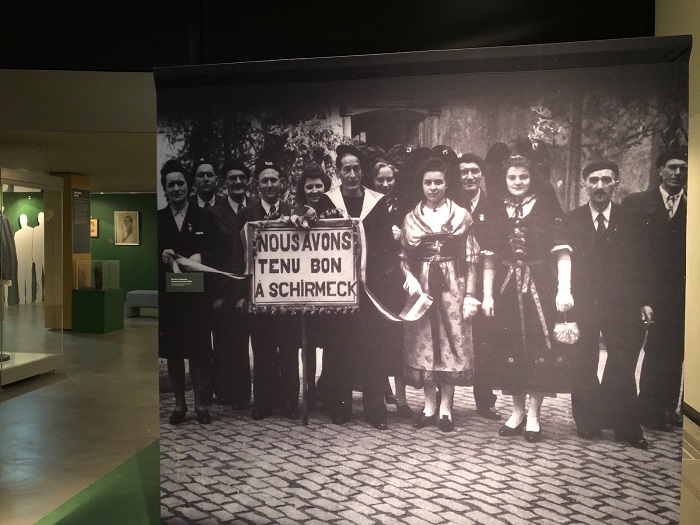 NOUS AVONS
TENU BON
À SCHIRMECK